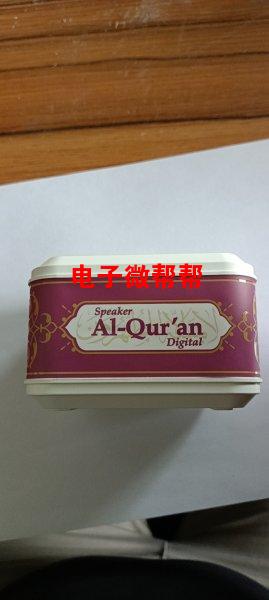 电子微帮帮
Speaker
Al-Qur'an
Digital